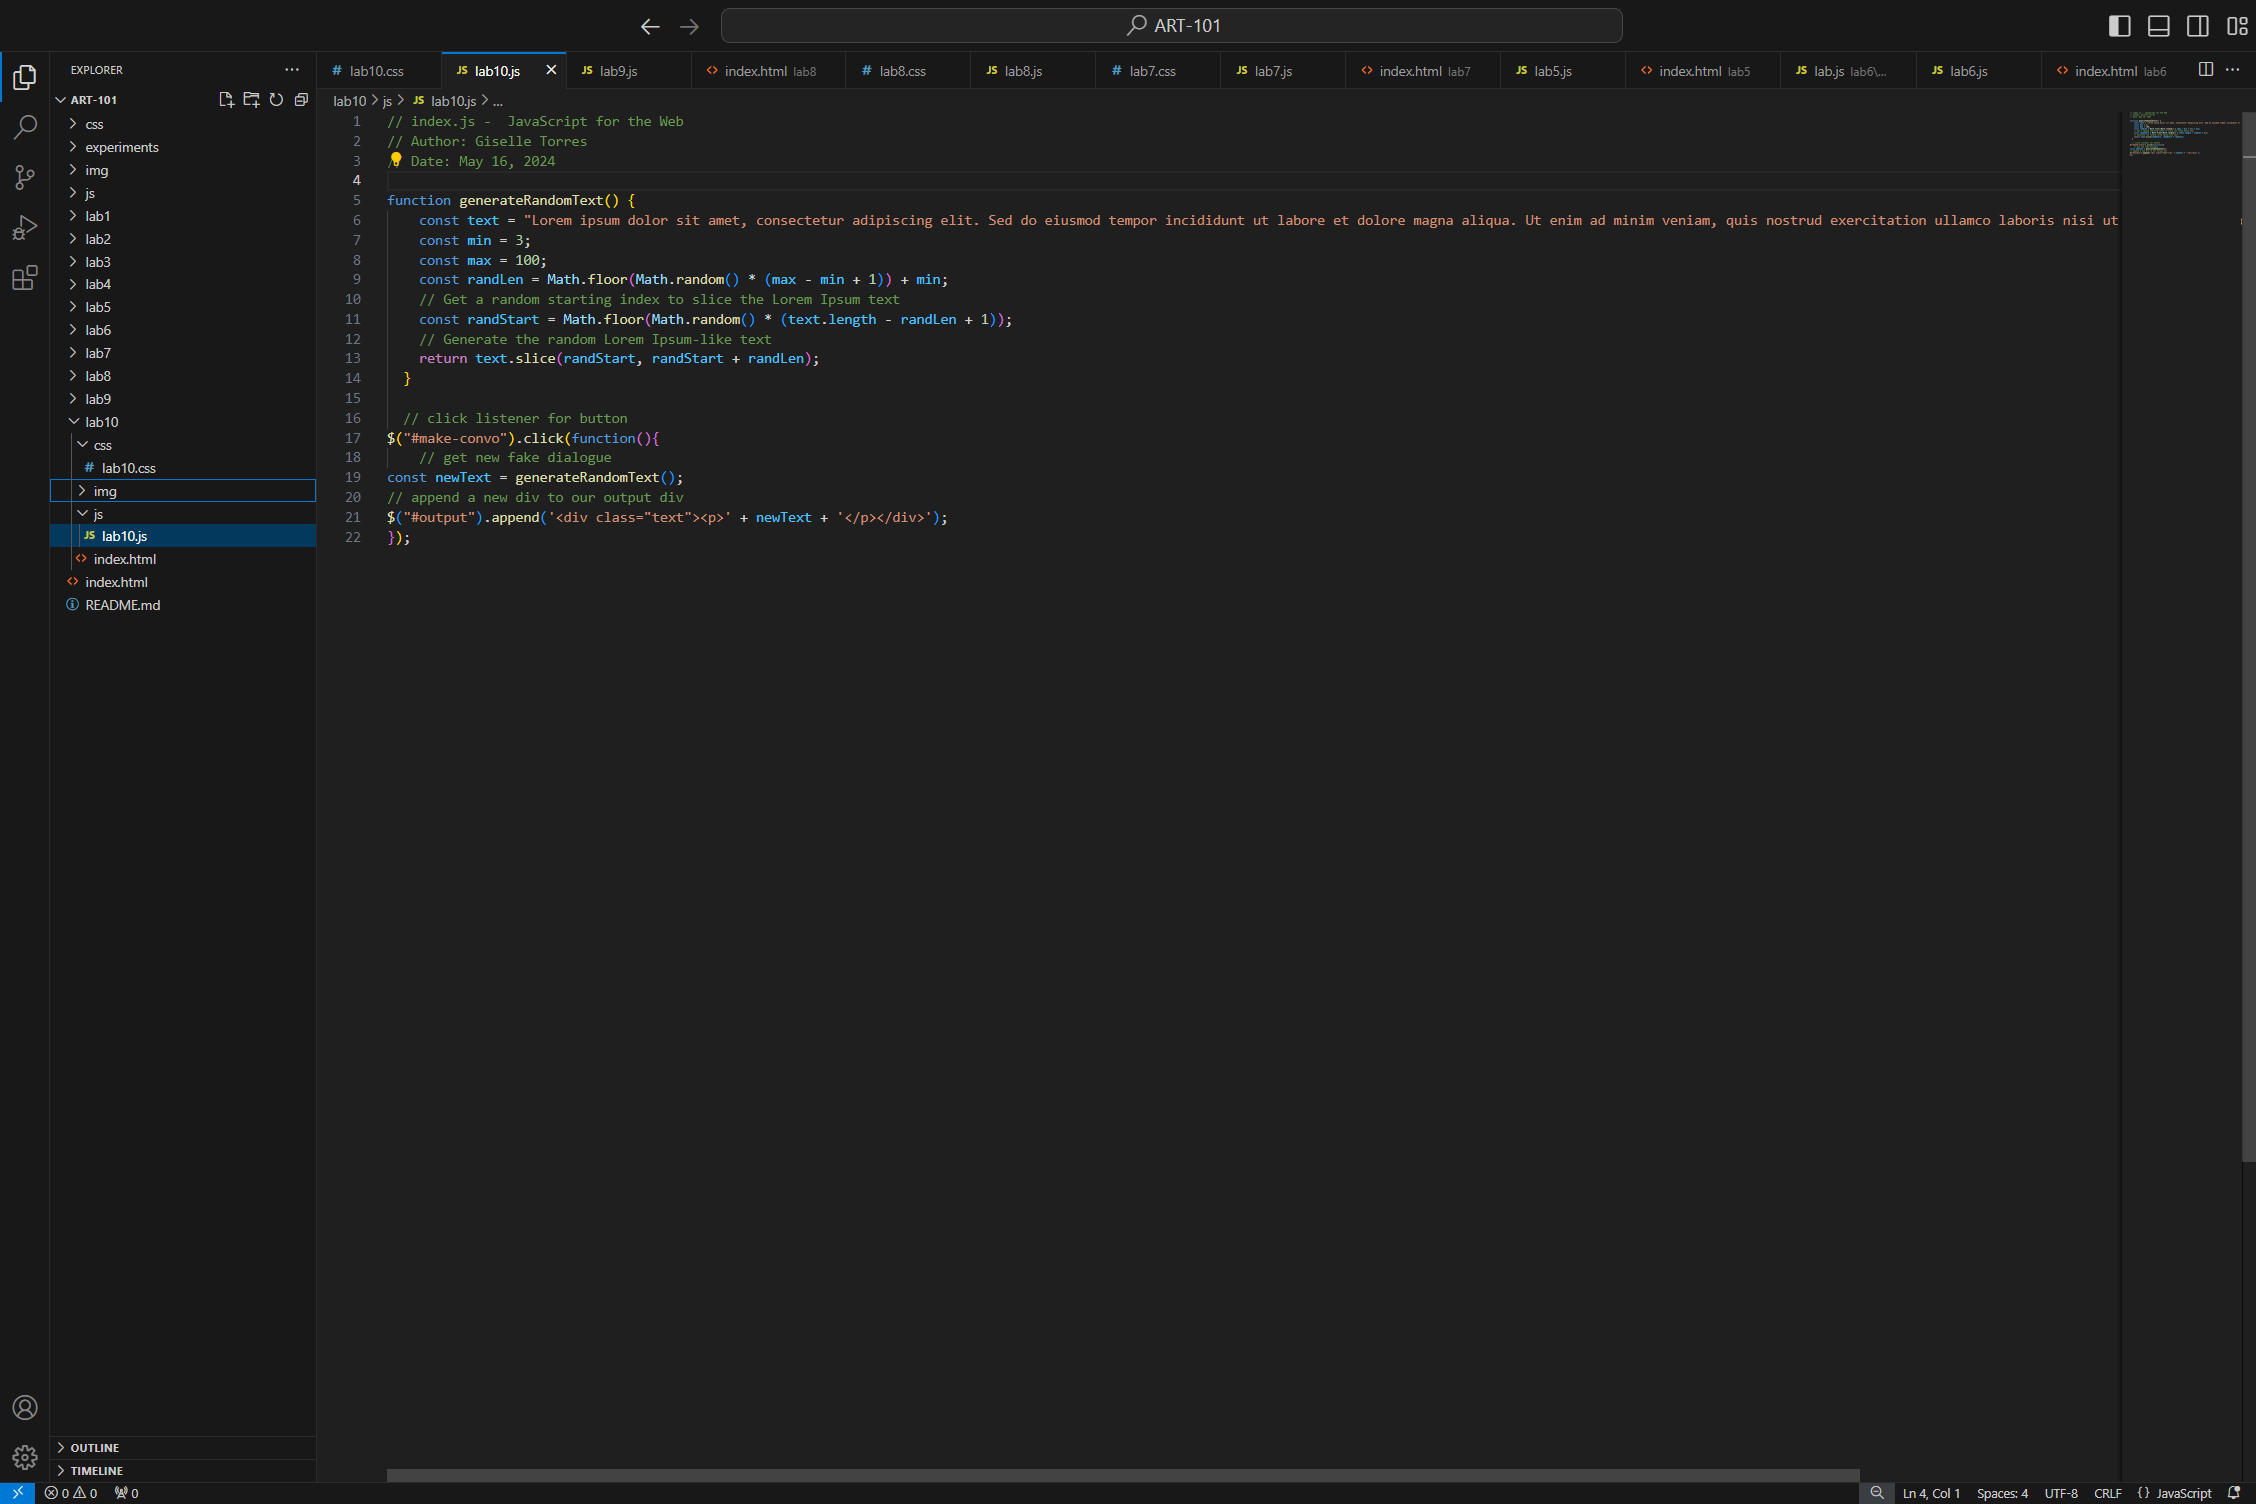 ART-101
EXPLORER
ART-101
css
experiments
img
js
lab1
lab2
lab3
lab4
lab5
lab6
lab7
lab8
lab9
lab10
css
# lab10.css
img
js
JS lab10.js
<> index.html
<> index.html
README.md
OUTLINE
TIMELINE
# lab10.css
JS lab10.js
JS lab9.js
<> index.html lab8
# lab8.css
JS lab8.js
# lab7.css
JS lab7.js
<> index.html lab7
JS lab5.js
<> index.html lab5
JS lab.js lab6\...
JS lab6.js
<> index.html lab6
lab10 > js > JS lab10.js > ...
1 // index.js -  JavaScript for the Web
2 // Author: Giselle Torres
3 / Date: May 16, 2024
4
5 function generateRandomText() {
6     const text = "Lorem ipsum dolor sit amet, consectetur adipiscing elit. Sed do eiusmod tempor incididunt ut labore et dolore magna aliqua. Ut enim ad minim veniam, quis nostrud exercitation ullamco laboris nisi ut
7     const min = 3;
8     const max = 100;
9     const randLen = Math.floor(Math.random() * (max - min + 1)) + min;
10     // Get a random starting index to slice the Lorem Ipsum text
11     const randStart = Math.floor(Math.random() * (text.length - randLen + 1));
12     // Generate the random Lorem Ipsum-like text
13     return text.slice(randStart, randStart + randLen);
14   }
15
16   // click listener for button
17 $("#make-convo").click(function(){
18     // get new fake dialogue
19 const newText = generateRandomText();
20 // append a new div to our output div
21 $("#output").append('<div class="text"><p>' + newText + '</p></div>');
22 });
0 0 0
Ln 4, Col 1
Spaces: 4
UTF-8
CRLF
{ } JavaScript